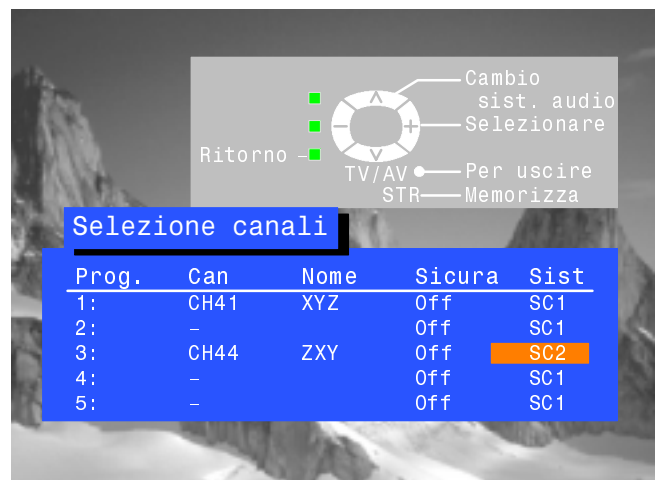 Cambio
sist. audio
Selezionare
Ritorno
TV/AV Per uscire
STR Memorizza
Selezione canali
Prog. Can Nome Sicura Sist
1: CH41 XYZ Off SC1
2: – Off SC1
3: CH44 ZXY Off SC2
4: – Off SC1
5: – Off SC1